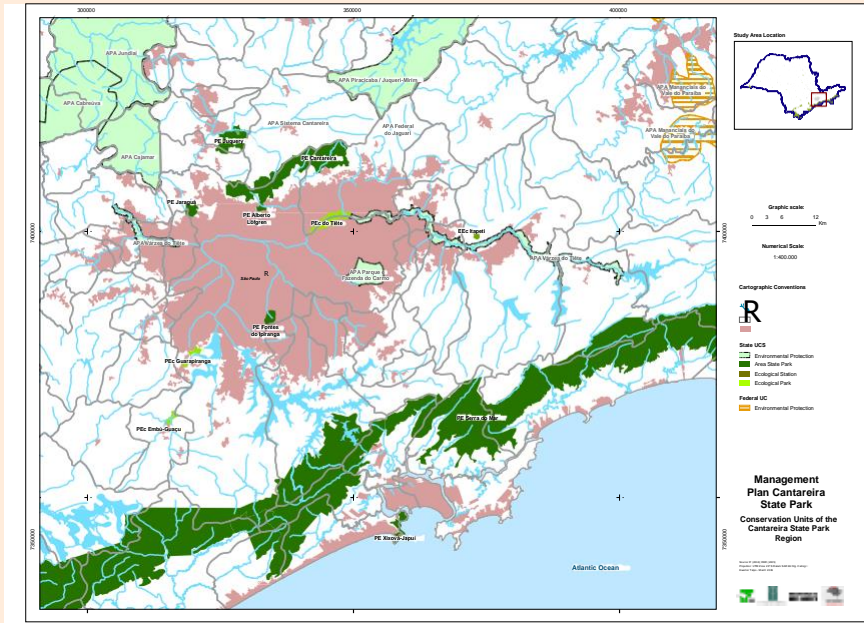 300000
350000
400000
APA Jundiaí
APA Cabreúva
APA Cajamar
APA Piracicaba / Juqueri-Mirim
APA Sistema Cantareira
APA Federal
do Jaguari
APA Mananciais do
Vale do Paraíba
APA Mananciais do
Vale do Paraíba
PE Juquery
PE Cantareira
PE Jaraguá
PE Alberto
Löfgren
PEc do Tiête
EEc Itapeti
APA Várzea do Tiête
APA Várzea do Tiête
APA Parque e
Fazenda do Carmo
São Paulo
R
PE Fontes
do Ipiranga
PEc Guarapiranga
PEc Embú-Guaçu
PE Serra do Mar
PE Xixová-Japuí
Atlantic Ocean
7400000
7350000
7400000
7350000
Study Area Location
Graphic scale:
0 3 6 12
Km
Numerical Scale:
1:400.000
Cartographic Conventions
R
State UCS
Environmental Protection
Area State Park
Ecological Station
Ecological Park
Federal UC
Environmental Protection
Management
Plan Cantareira
State Park
Conservation Units of the
Cantareira State Park
Region